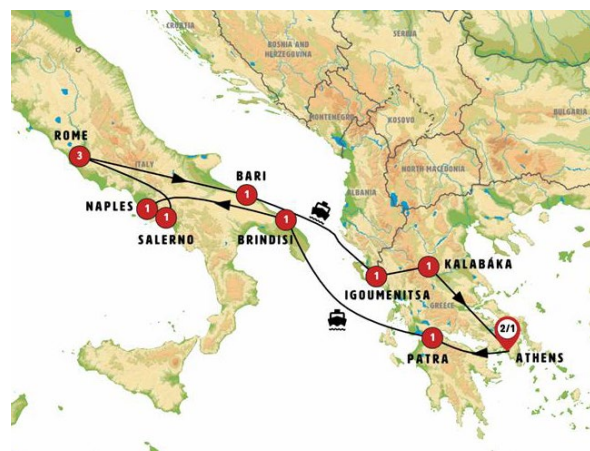 CROATIA
BOSNIA AND
HERZEGOVINA
SERBIA
MONTENEGRO
KOSOVO
BULGARIA
ROME
3
ITALY
BARI
1
NORTH MACEDONIA
ALBANIA
NAPLES
1
1
SALERNO
1
BRINDISI
1
IGOUMENITSA
1
KALABÁKA
GREECE
2/1
ATHENS
1
PATRA